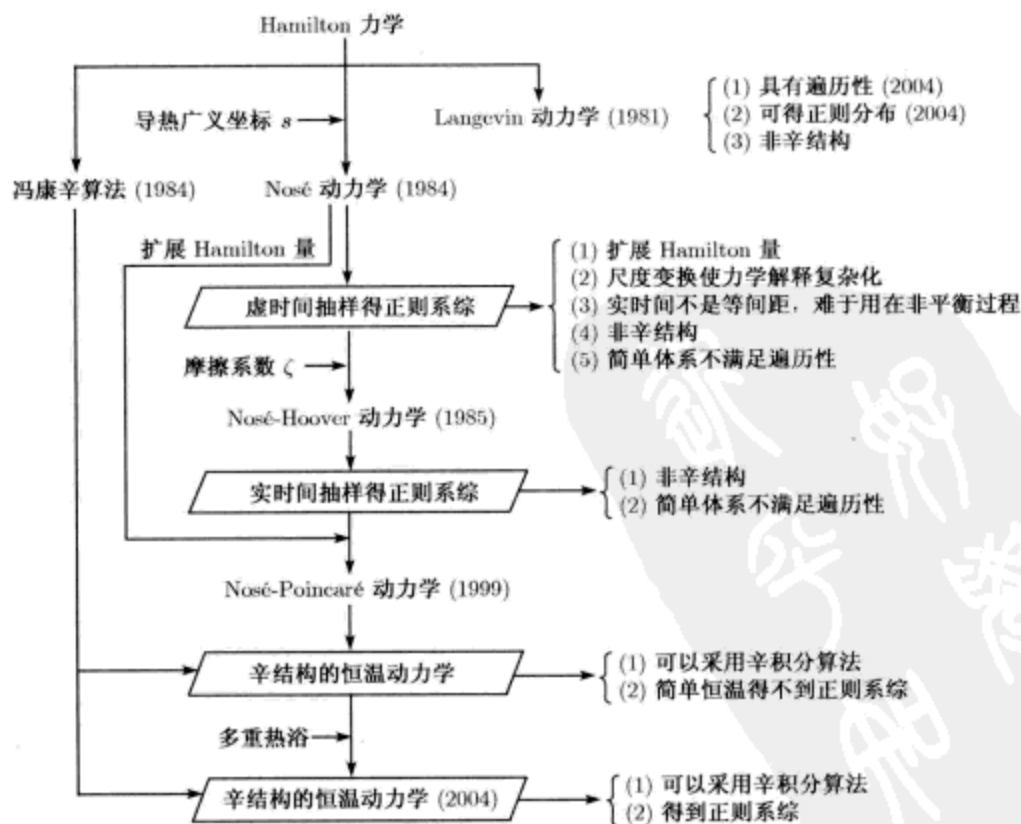 Hamilton 力学
导热广义坐标 s
Langevin 动力学 (1981)
(1) 具有遍历性 (2004)
(2) 可得正则分布 (2004)
(3) 非辛结构
冯康辛算法 (1984)
Nosé 动力学 (1984)
扩展 Hamilton 量
虚时间抽样得正则系综
(1) 扩展 Hamilton 量
(2) 尺度变换使力学解释复杂化
(3) 实时间不是等间距，难于用在非平衡过程
(4) 非辛结构
(5) 简单体系不满足遍历性
摩擦系数 ζ
Nosé-Hoover 动力学 (1985)
实时间抽样得正则系综
(1) 非辛结构
(2) 简单体系不满足遍历性
Nosé-Poincaré 动力学 (1999)
辛结构的恒温动力学
(1) 可以采用辛积分算法
(2) 简单恒温得不到正则系综
多重热浴
辛结构的恒温动力学 (2004)
(1) 可以采用辛积分算法
(2) 得到正则系综